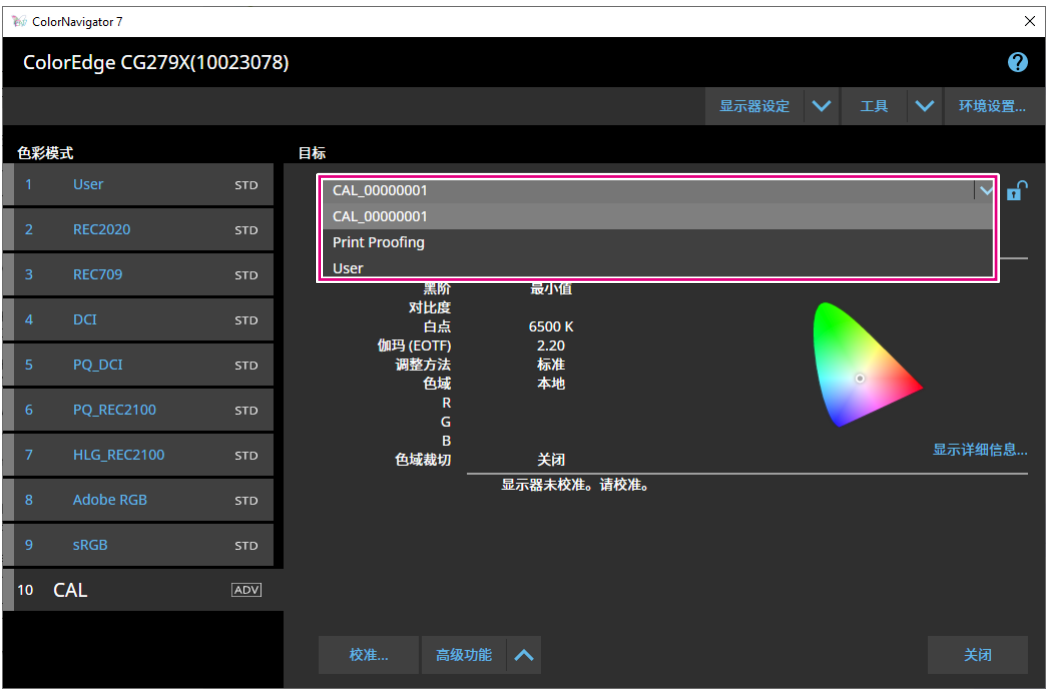 ColorNavigator 7
ColorEdge CG279X(10023078)
显示器设定
工具
环境设置...
色彩模式
目标
1 User STD
2 REC2020 STD
3 REC709 STD
4 DCI STD
5 PQ_DCI STD
6 PQ_REC2100 STD
7 HLG_REC2100 STD
8 Adobe RGB STD
9 sRGB STD
10 CAL ADV
CAL_00000001
CAL_00000001
Print Proofing
User
黑阶 最小值
对比度
白点 6500 K
伽玛 (EOTF) 2.20
调整方法 标准
色域 本地
R
G
B
色域裁切 关闭
显示详细信息...
显示器未校准。请校准。
校准...
高级功能
关闭